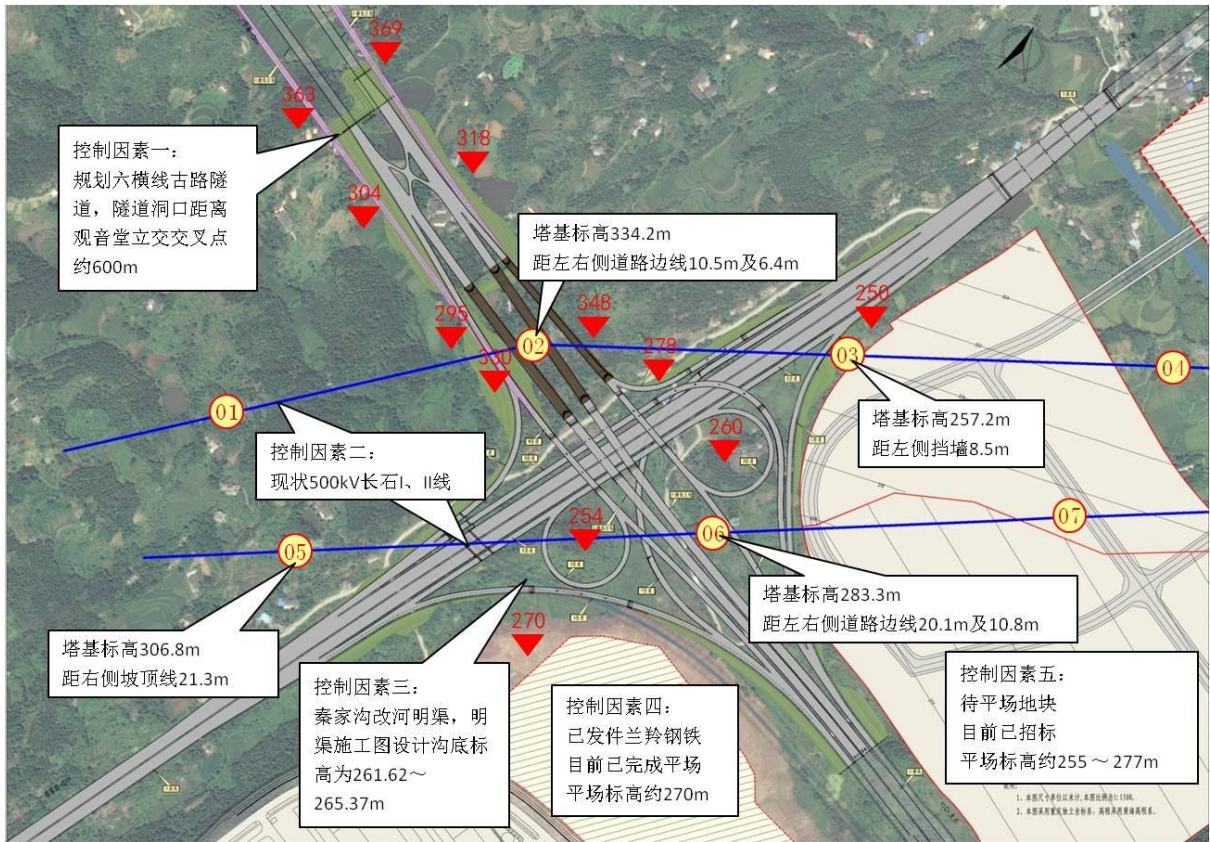 369
363
318
304
控制因素一：
规划六横线古路隧
道，隧道洞口距离
观音堂立交交叉点
约600m
塔基标高334.2m
距左右侧道路边线10.5m及6.4m
295
330
348
278
250
01
02
03
04
控制因素二：
现状500kV长石I、II线
260
塔基标高257.2m
距左侧挡墙8.5m
254
05
06
07
塔基标高306.8m
距右侧坡顶线21.3m
270
塔基标高283.3m
距左右侧道路边线20.1m及10.8m
控制因素三：
秦家沟改河明渠，明
渠施工图设计沟底标
高为261.62～
265.37m
控制因素四：
已发件兰羚钢铁
目前已完成平场
平场标高约270m
控制因素五：
待平场地块
目前已招标
平场标高约255～277m